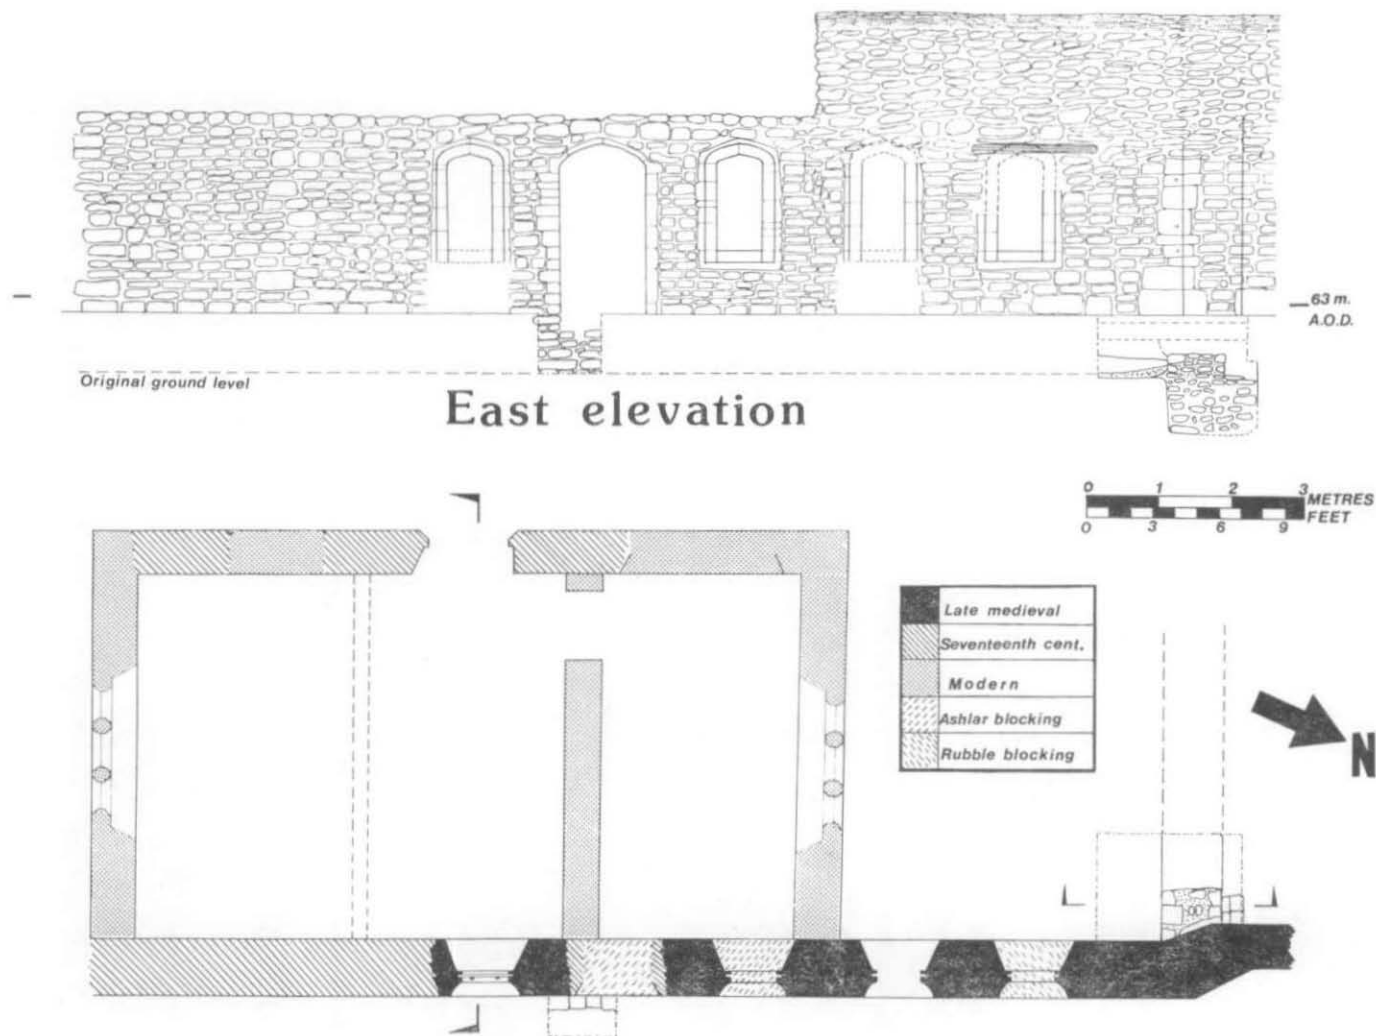 63 m.
A.O.D.
Original ground level
East elevation
0 1 2 3
METRES
FEET
0 3 6 9
Late medieval
Seventeenth cent.
Modern
Ashlar blocking
Rubble blocking
N